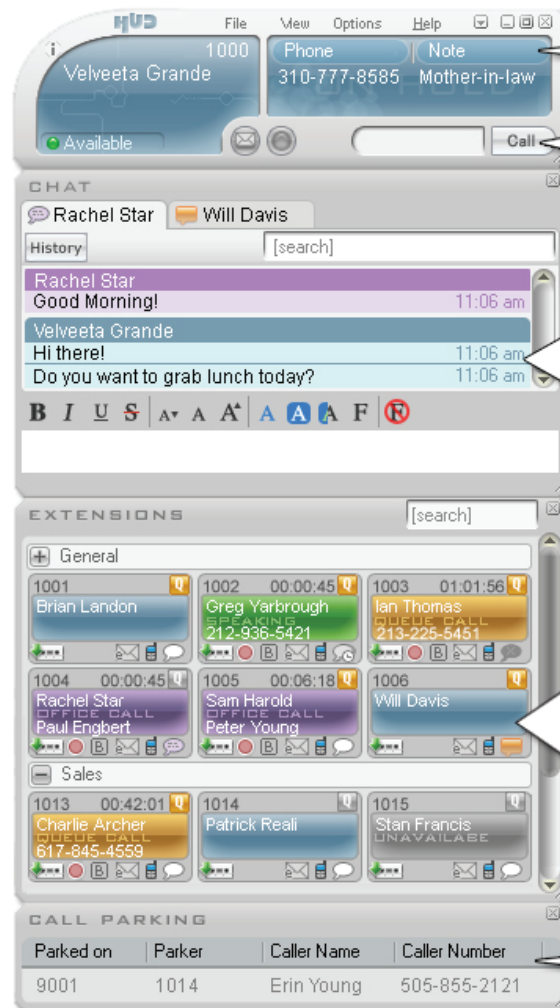 HUD File View Options Help
1000 Phone Note
Velveeta Grande 310-777-8585 Mother-in-law
ON HOLD
Available Call
CHAT
Rachel Star Will Davis
History [search]
Rachel Star
Good Morning! 11:06 am
Velveeta Grande
Hi there! 11:06 am
Do you want to grab lunch today? 11:06 am
B I U S A A A A A A F F
EXTENSIONS [search]
General
1001 Q 1002 00:00:45 Q 1003 01:01:56 Q
Brian Landon Greg Yarbrough Ian Thomas
SPEAKING QUEUE CALL
212-936-5421 213-225-5451
B B
1004 00:00:45 Q 1005 00:06:18 Q 1006 Q
Rachel Star Sam Harold Will Davis
OFFICE CALL OFFICE CALL
Paul Engbert Peter Young
B B
Sales
1013 00:42:01 Q 1014 Q 1015 Q
Charlie Archer Patrick Reali Stan Francis
QUEUE CALL UNAVAILABE
617-845-4559
B
CALL PARKING
Parked on Parker Caller Name Caller Number
9001 1014 Erin Young 505-855-2121